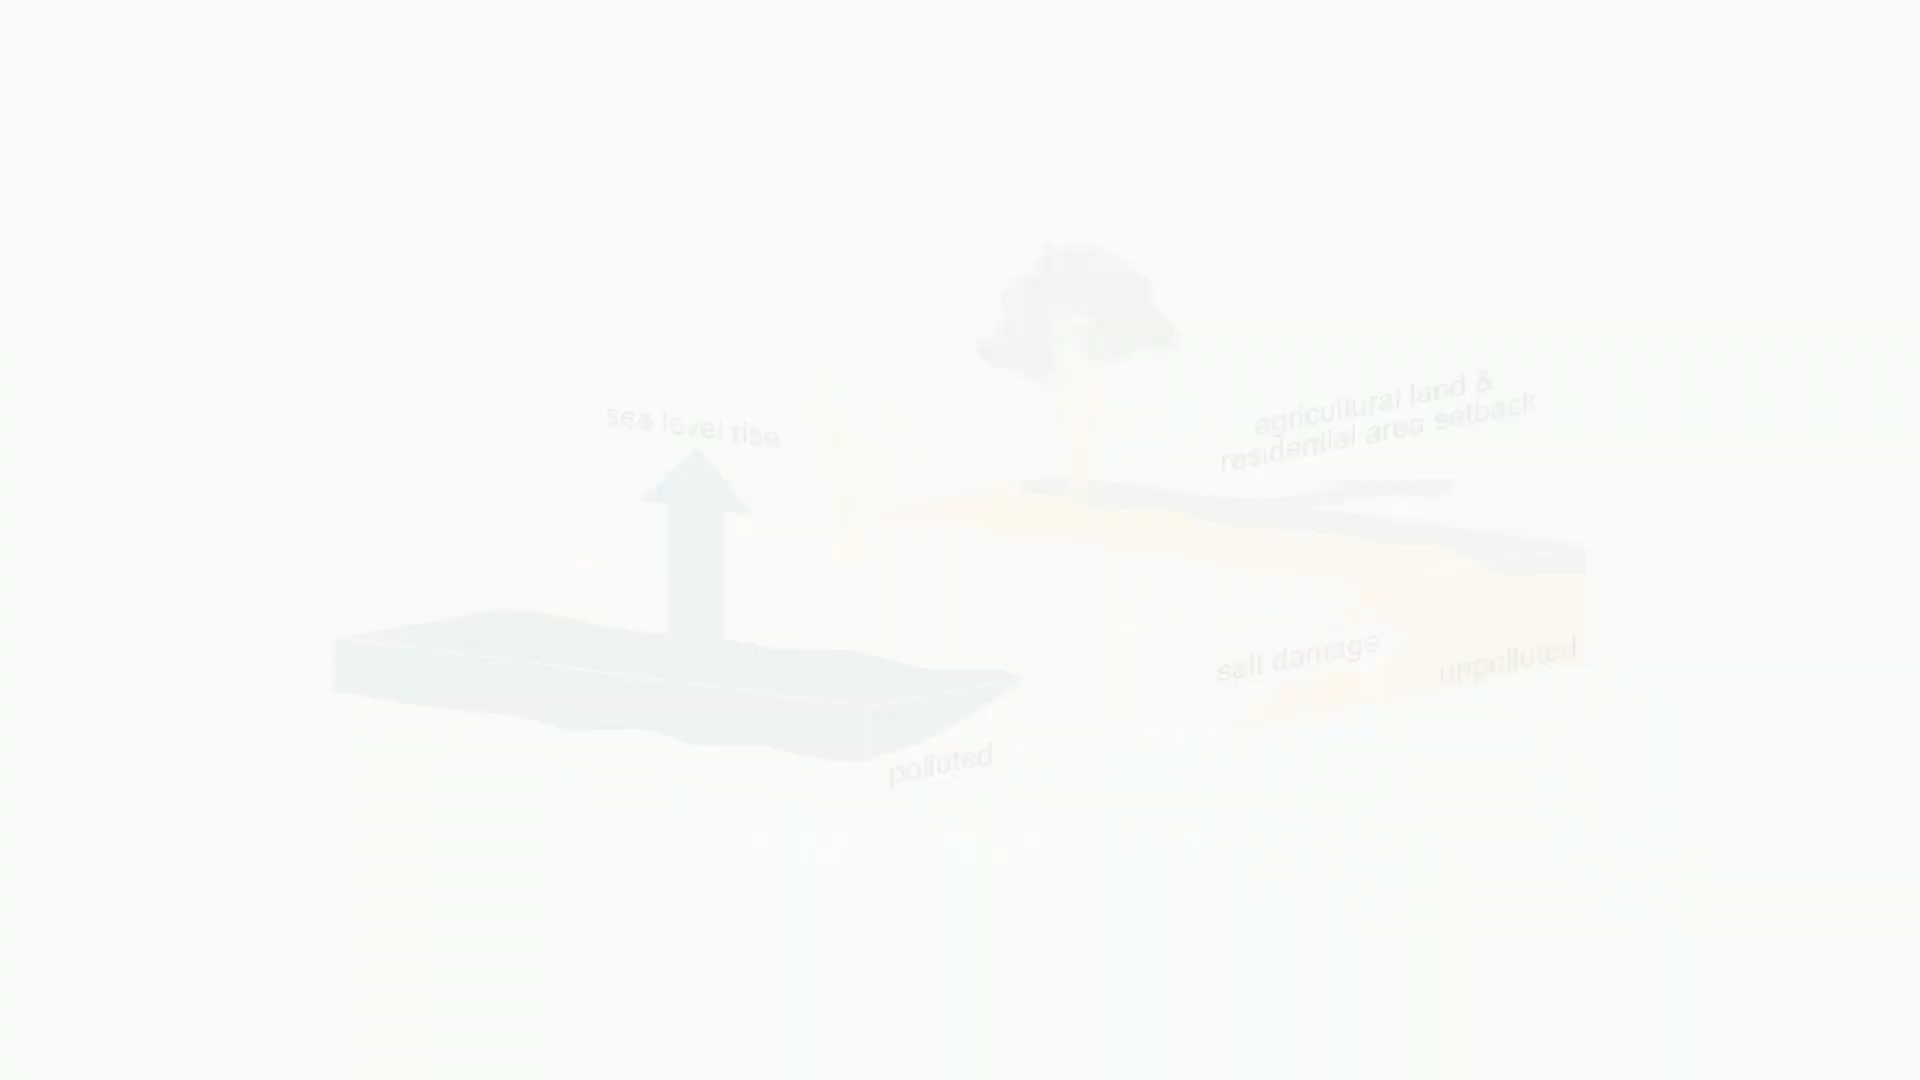 sea level rise
agricultural land &
residential area setback
salt damage
unpolluted
polluted